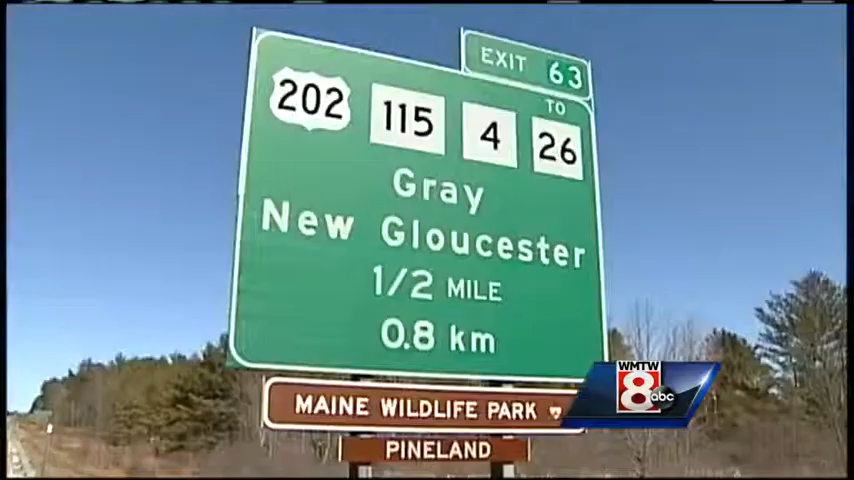 EXIT 63
202 115 4 TO 26
Gray
New Gloucester
1/2 MILE
0.8 km
MAINE WILDLIFE PARK
PINELAND
WMTW
8 abc